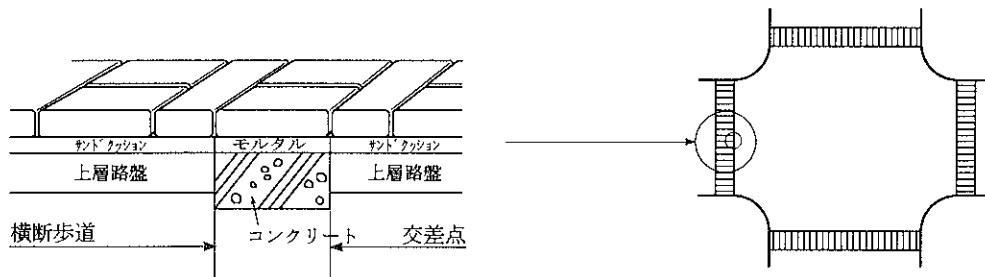 サンドクッション モルタル サンドクッション
上層路盤 上層路盤
コンクリート
横断歩道 交差点